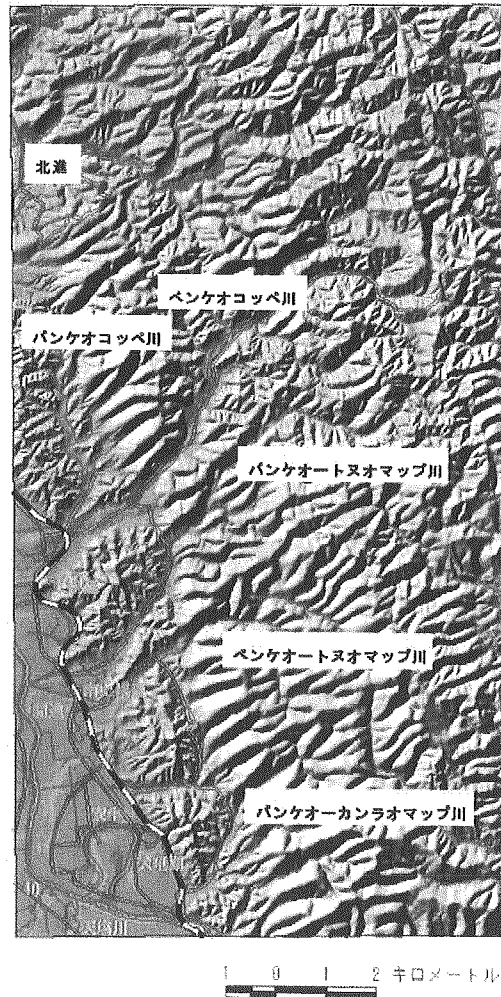 北進
ペンケオコッペ川
パンケオコッペ川
パンケオートヌオマップ川
ペンケオートヌオマップ川
パンケオーカンラオマップ川
1 0 1 2 キロメートル